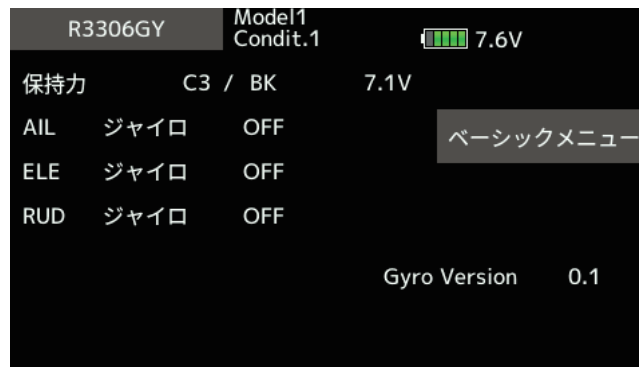 R3306GY
Model1
Condit.1
7.6V
保持力 C3 / BK 7.1V
AIL ジャイロ OFF
ベーシックメニュー
ELE ジャイロ OFF
RUD ジャイロ OFF
Gyro Version 0.1